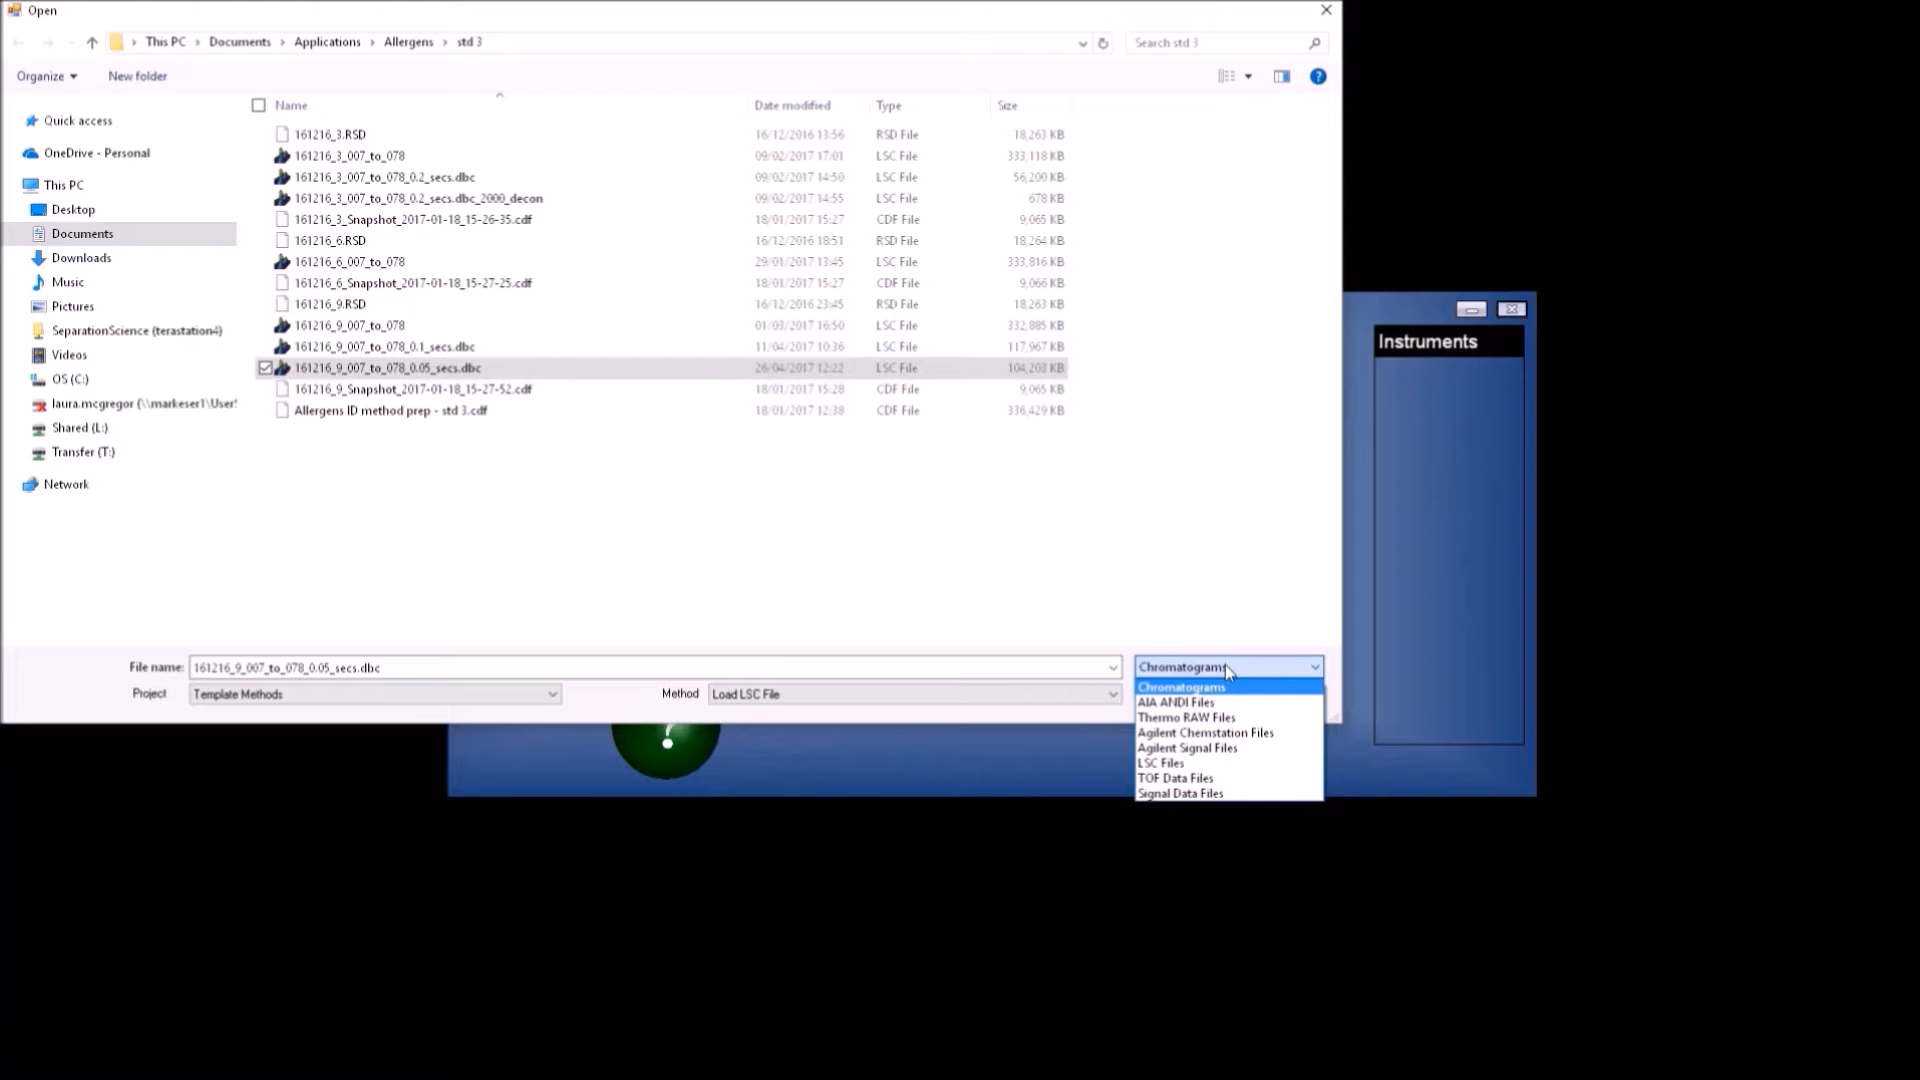 Open
This PC > Documents > Applications > Allergens > std 3
Search std 3
Organize
New folder
?
Name Date modified Type Size
Quick access
OneDrive - Personal
This PC
Desktop
Documents
Downloads
Music
Pictures
SeparationScience (terastation4)
Videos
OS (C:)
laura.mcgregor (\\markeser1\User!
Shared (L:)
Transfer (T:)
Network
161216_3.RSD 16/12/2016 13:56 RSD File 18,263 KB
161216_3_007_to_078 09/02/2017 17:01 LSC File 333,118 KB
161216_3_007_to_078_0.2_secs.dbc 09/02/2017 14:50 LSC File 56,200 KB
161216_3_007_to_078_0.2_secs.dbc_2000_decon 09/02/2017 14:55 LSC File 678 KB
161216_3_Snapshot_2017-01-18_15-26-35.cdf 18/01/2017 15:27 CDF File 9,065 KB
161216_6.RSD 16/12/2016 18:51 RSD File 18,264 KB
161216_6_007_to_078 29/01/2017 13:45 LSC File 333,816 KB
161216_6_Snapshot_2017-01-18_15-27-25.cdf 18/01/2017 15:27 CDF File 9,066 KB
161216_9.RSD 16/12/2016 23:45 RSD File 18,263 KB
161216_9_007_to_078 01/03/2017 16:50 LSC File 332,885 KB
161216_9_007_to_078_0.1_secs.dbc 11/04/2017 10:36 LSC File 117,967 KB
161216_9_007_to_078_0.05_secs.dbc 26/04/2017 12:22 LSC File 104,203 KB
161216_9_Snapshot_2017-01-18_15-27-52.cdf 18/01/2017 15:28 CDF File 9,065 KB
Allergens ID method prep - std 3.cdf 18/01/2017 12:38 CDF File 336,429 KB
Instruments
File name: 161216_9_007_to_078_0.05_secs.dbc
Chromatograms
Project Template Methods
Method Load LSC File
Chromatograms
AIA ANDI Files
Thermo RAW Files
Agilent Chemstation Files
Agilent Signal Files
LSC Files
TOF Data Files
Signal Data Files